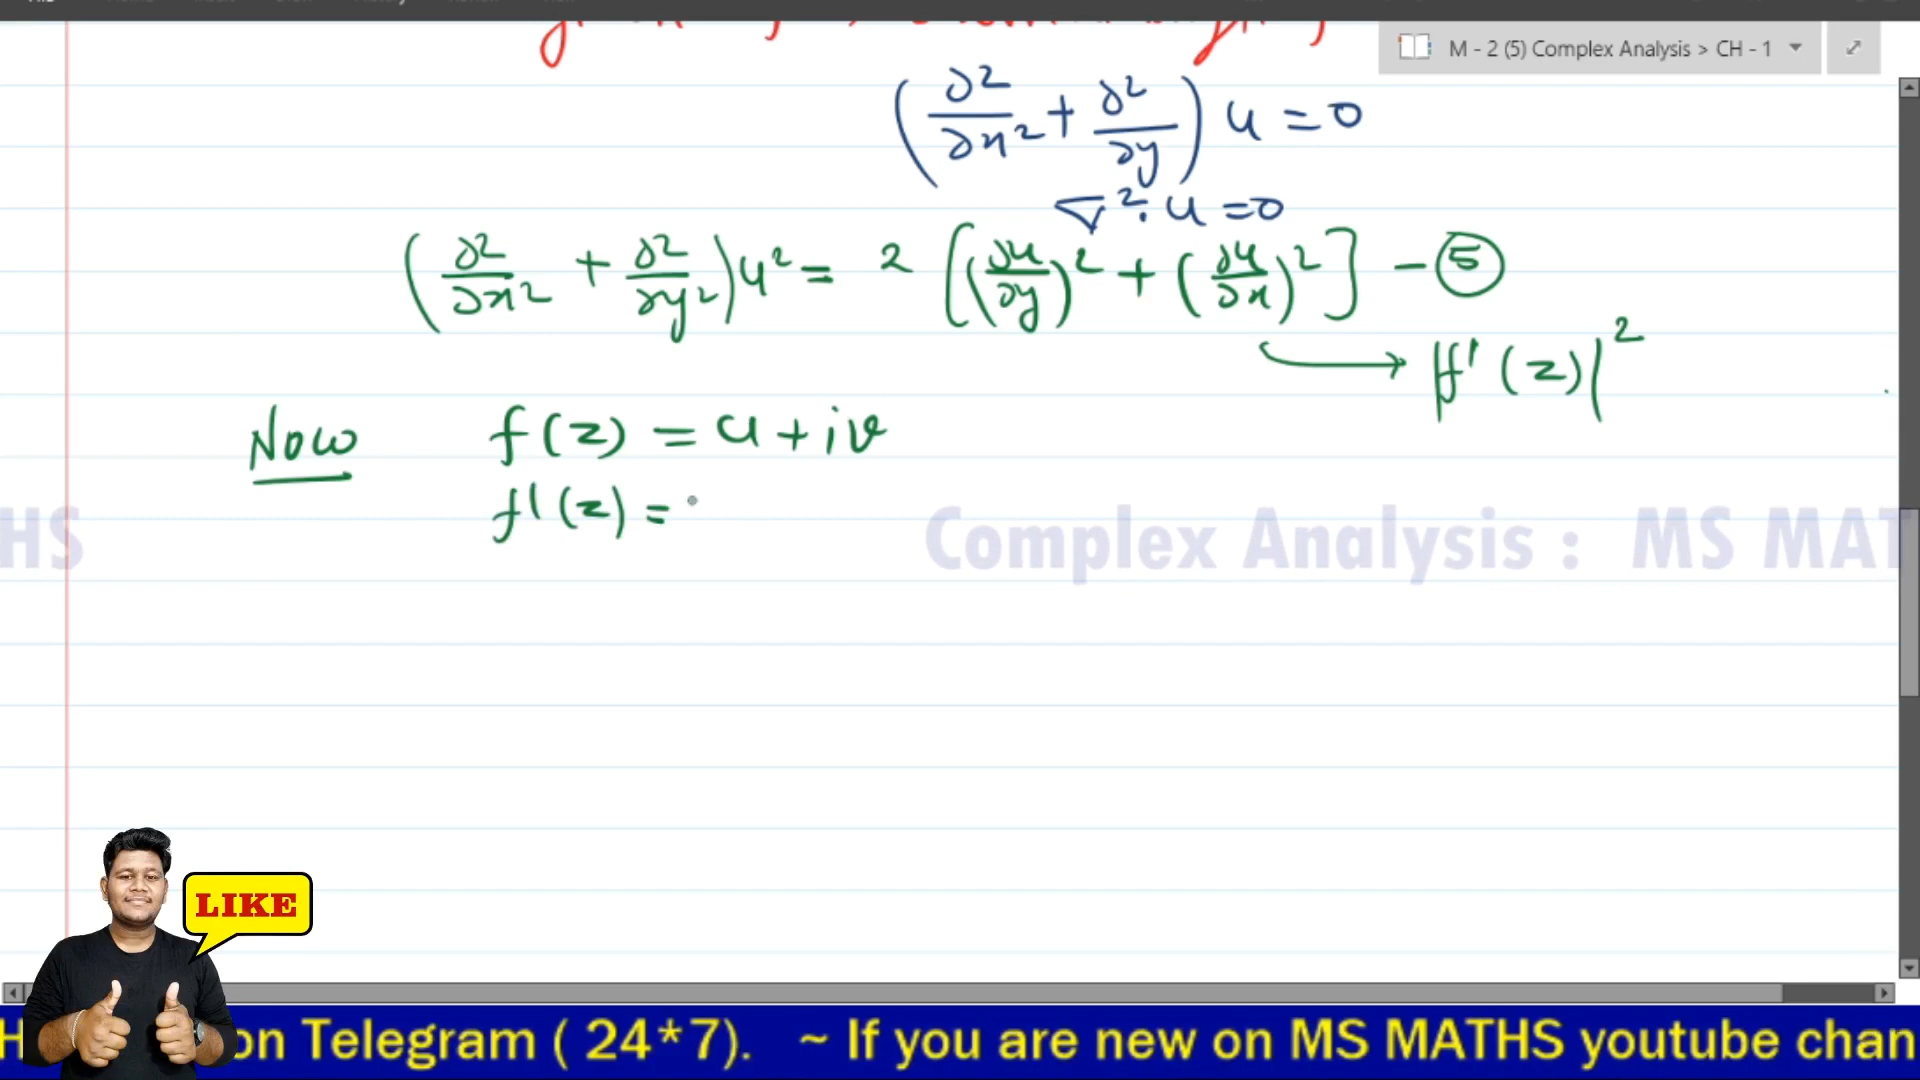 M - 2 (5) Complex Analysis > CH - 1
(∂²/∂x² + ∂²/∂y) u = 0
∇². u = 0
(∂²/∂x² + ∂²/∂y²) u² = 2 [(∂u/∂y)² + (∂u/∂x)²] - ⑤
→ |f'(z)|²
Now f(z) = u + iv
f'(z) =
HS Complex Analysis : MS MAT
LIKE
on Telegram ( 24*7). ~ If you are new on MS MATHS youtube chan